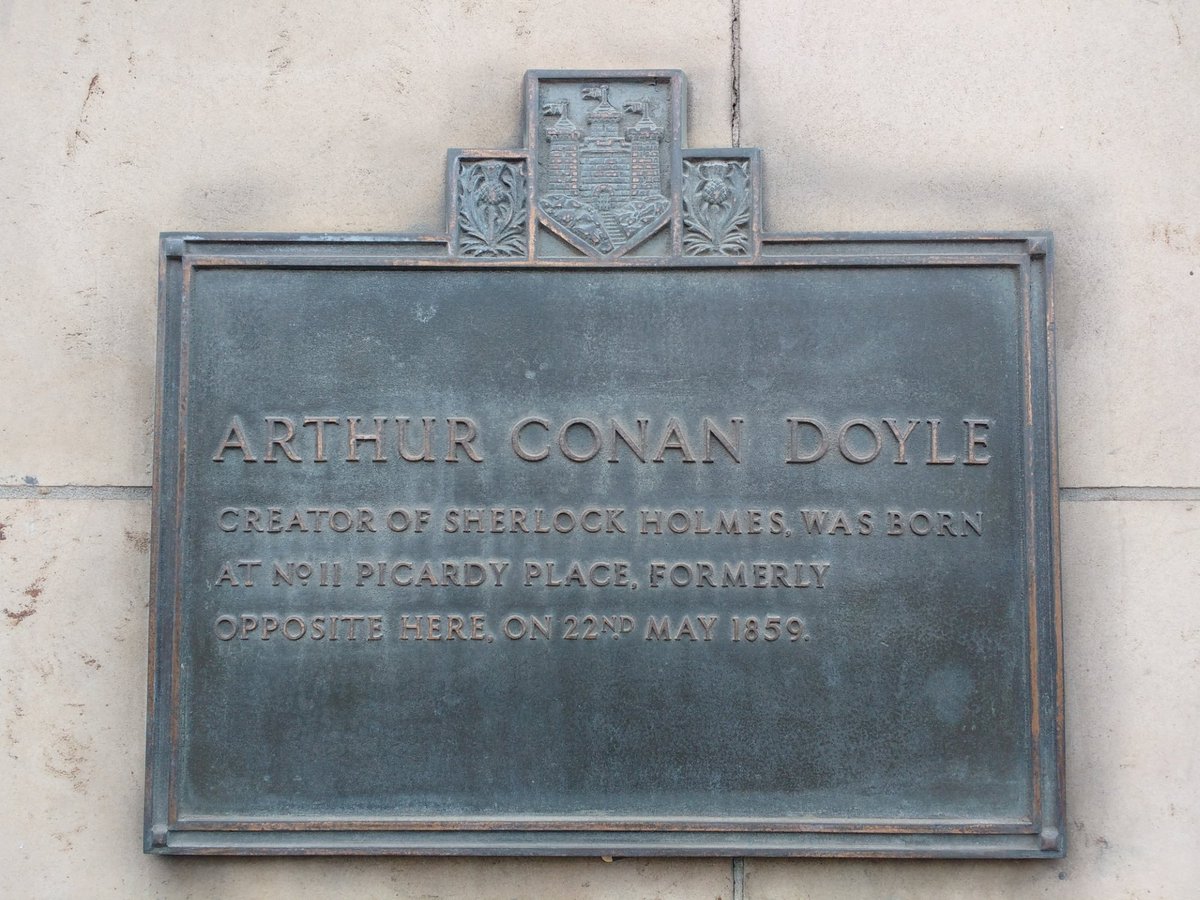 ARTHUR CONAN DOYLE
CREATOR OF SHERLOCK HOLMES, WAS BORN
AT Nº 11 PICARDY PLACE, FORMERLY
OPPOSITE HERE, ON 22ND MAY 1859.